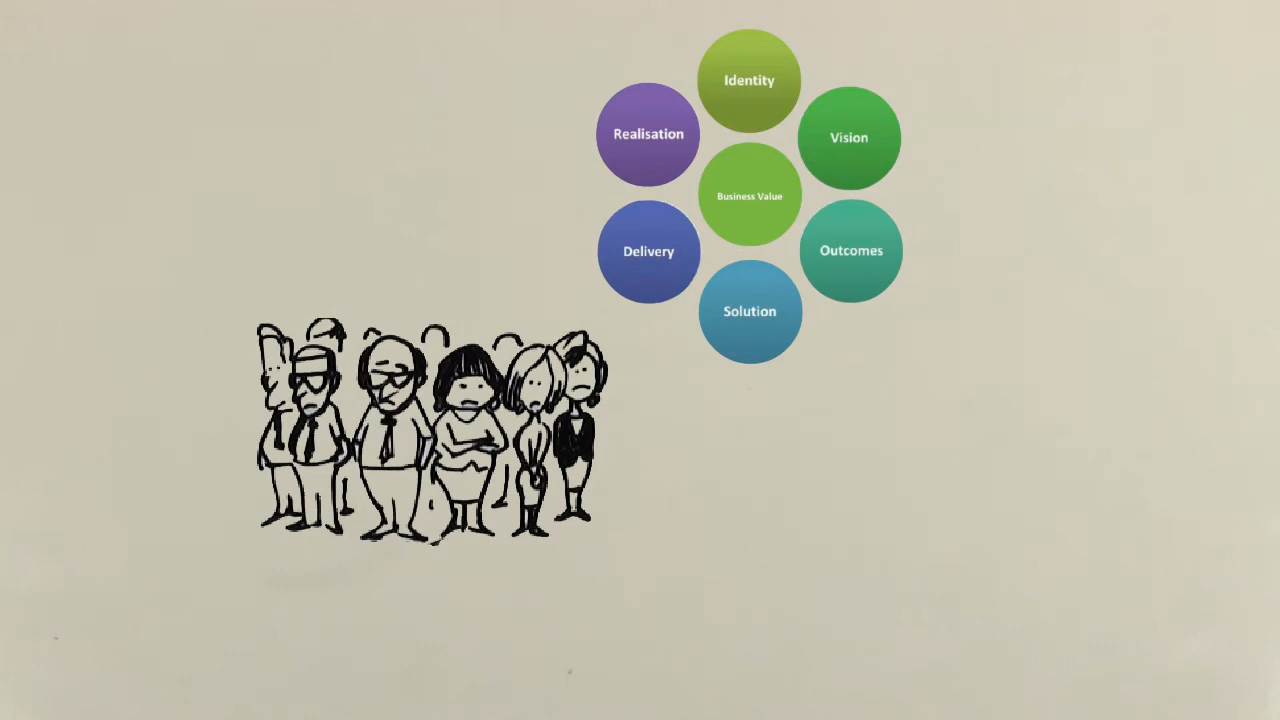 Identity
Realisation
Vision
Business Value
Delivery
Outcomes
Solution